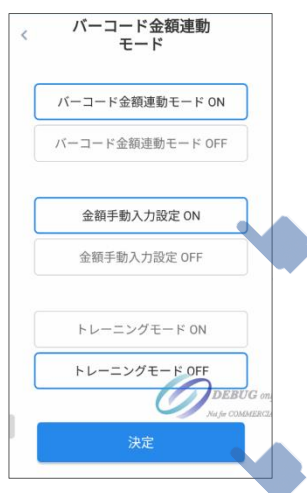 バーコード金額連動
モード
バーコード金額連動モード ON
バーコード金額連動モード OFF
金額手動入力設定 ON
金額手動入力設定 OFF
トレーニングモード ON
トレーニングモード OFF
DEBUG on
Not for COMMERCI
決定